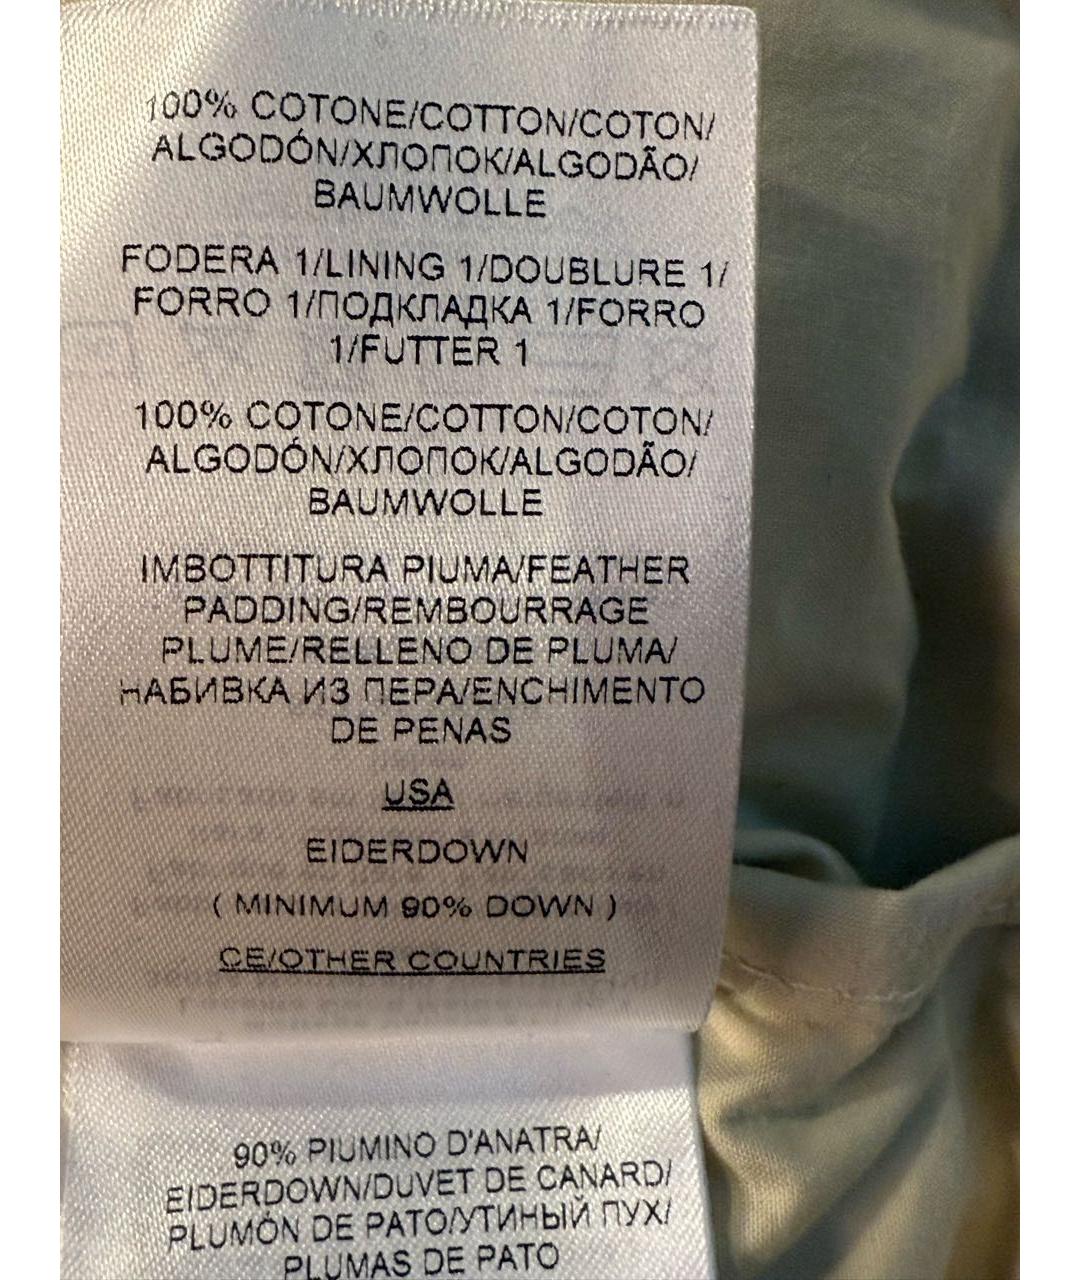 100% COTONE/COTTON/COTON/
ALGODÓN/ХЛОПОК/ALGODÃO/
BAUMWOLLE
FODERA 1/LINING 1/DOUBLURE 1/
FORRO 1/ПОДКЛАДКА 1/FORRO
1/FUTTER 1
100% COTONE/COTTON/COTON/
ALGODÓN/ХЛОПОК/ALGODÃO/
BAUMWOLLE
IMBOTTITURA PIUMA/FEATHER
PADDING/REMBOURRAGE
PLUME/RELLENO DE PLUMA/
НАБИВКА ИЗ ПЕРА/ENCHIMENTO
DE PENAS
USA
EIDERDOWN
( MINIMUM 90% DOWN )
CE/OTHER COUNTRIES
90% PIUMINO D'ANATRA/
EIDERDOWN/DUVET DE CANARD/
PLUMÓN DE PATO/УТИНЫЙ ПУХ/
PLUMAS DE PATO